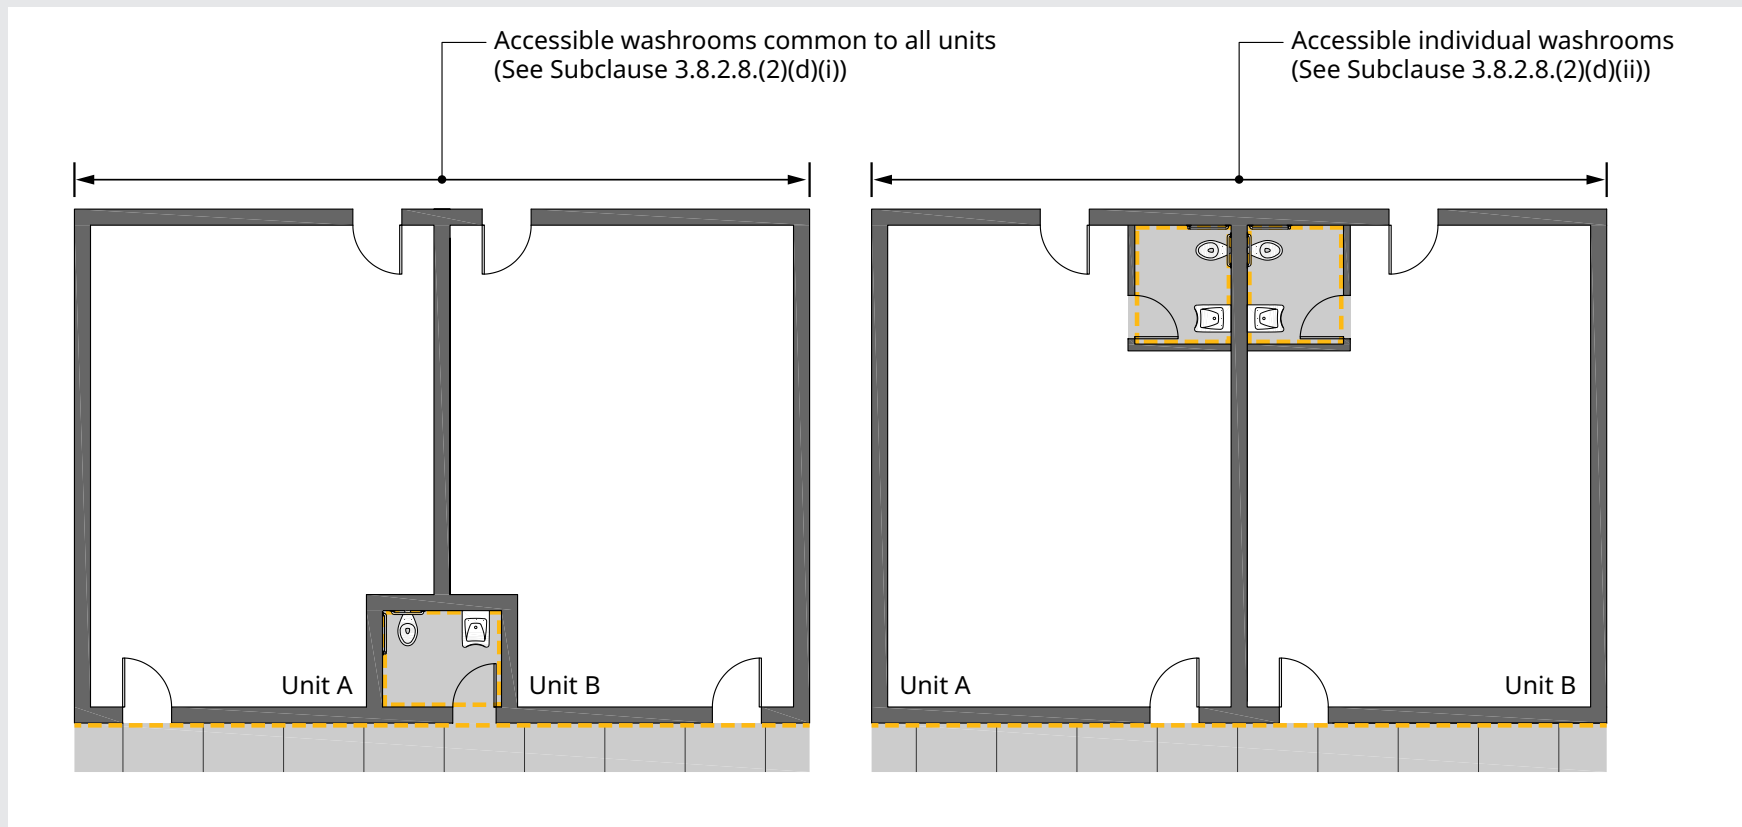 Accessible washrooms common to all units
(See Subclause 3.8.2.8.(2)(d)(i))
Accessible individual washrooms
(See Subclause 3.8.2.8.(2)(d)(ii))
Unit A
Unit B
Unit A
Unit B